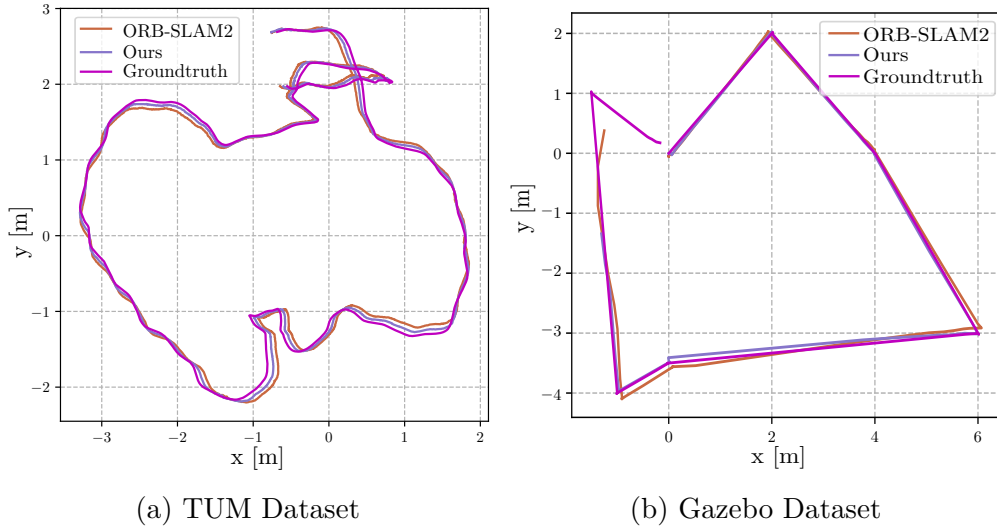 ORB-SLAM2
Ours
Groundtruth
3
2
1
0
−1
−2
y [m]
−3
−2
−1
0
1
2
x [m]
(a) TUM Dataset
ORB-SLAM2
Ours
Groundtruth
2
1
0
−1
−2
−3
−4
y [m]
0
2
4
6
x [m]
(b) Gazebo Dataset